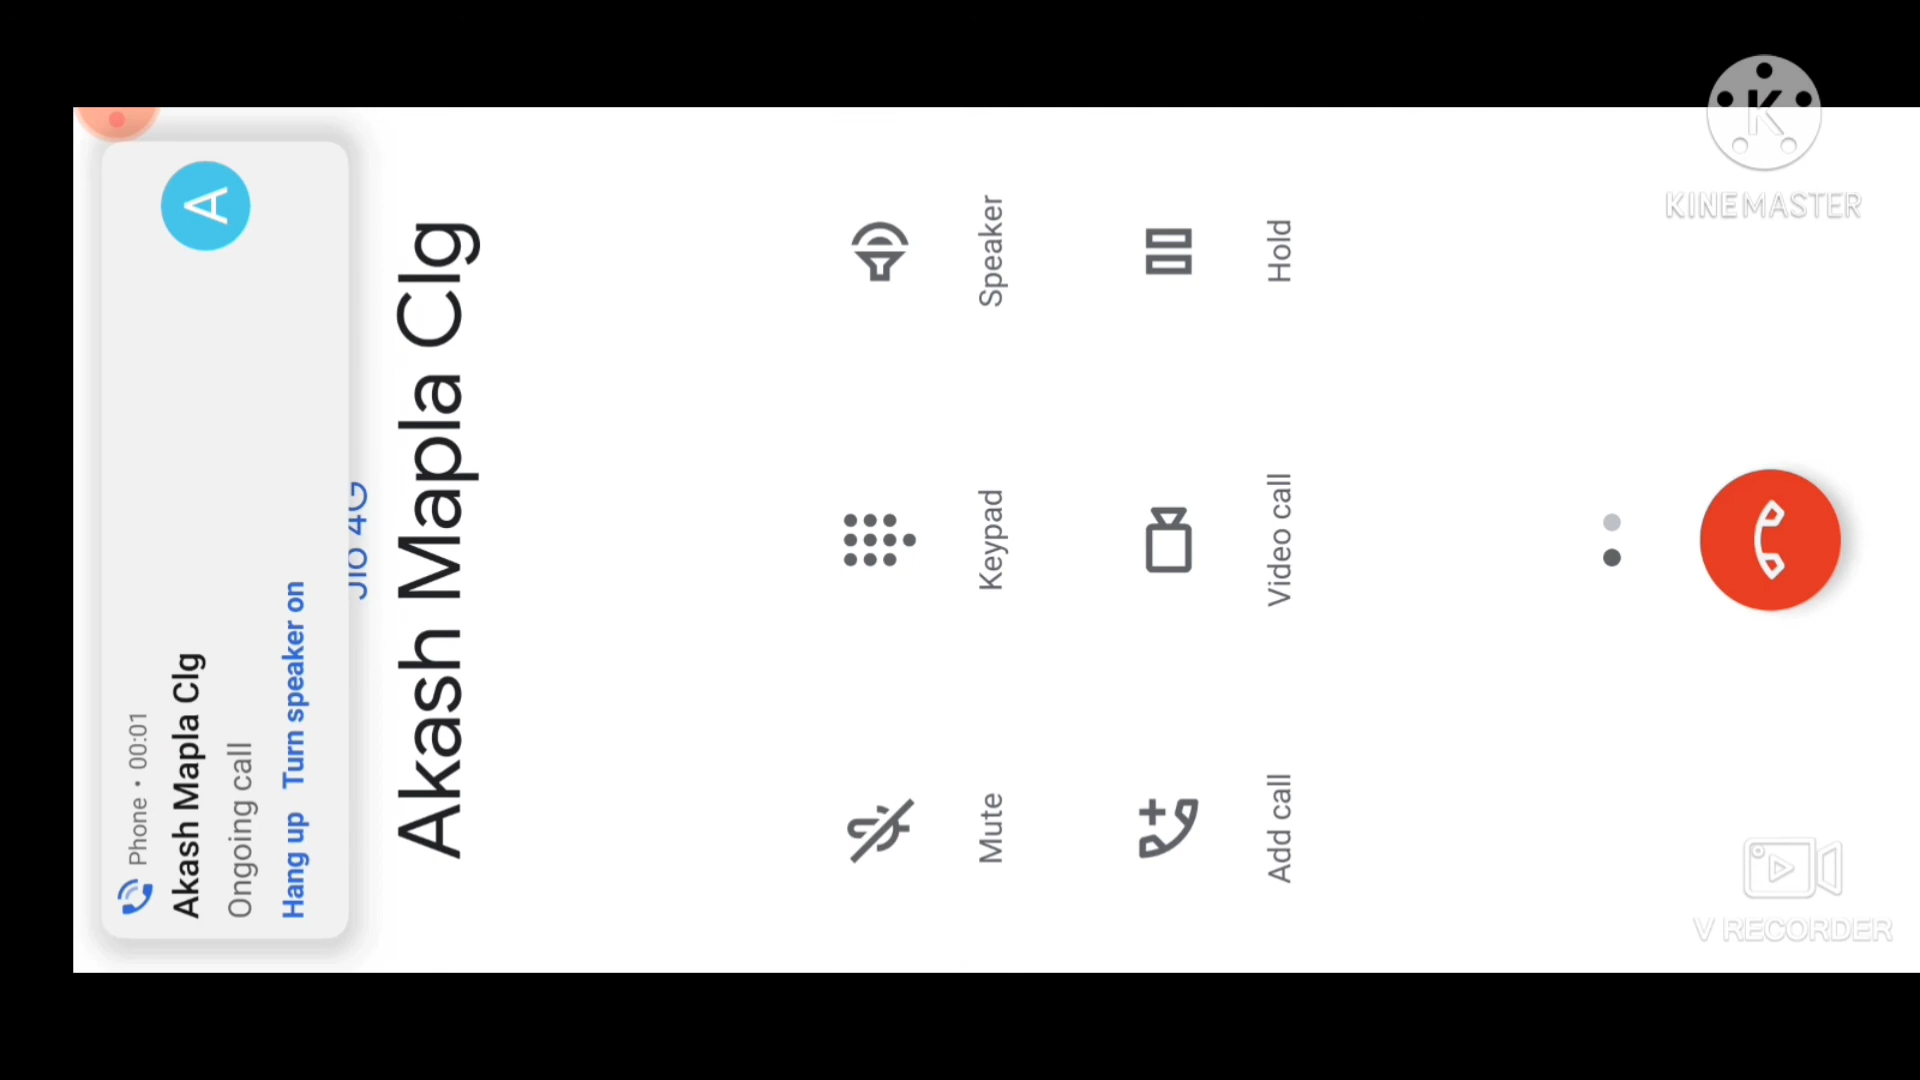 Phone • 00:01
Akash Mapla Clg
Ongoing call
Hang up Turn speaker on
A
Jio 4G
Akash Mapla Clg
Mute Keypad Speaker
Add call Video call Hold
K
KINEMASTER
V RECORDER